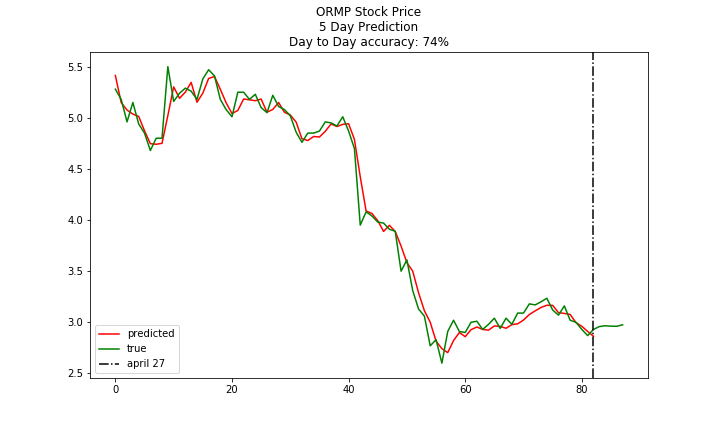 ORMP Stock Price
5 Day Prediction
Day to Day accuracy: 74%
5.5
5.0
4.5
4.0
3.5
3.0
2.5
predicted
true
april 27
0 20 40 60 80